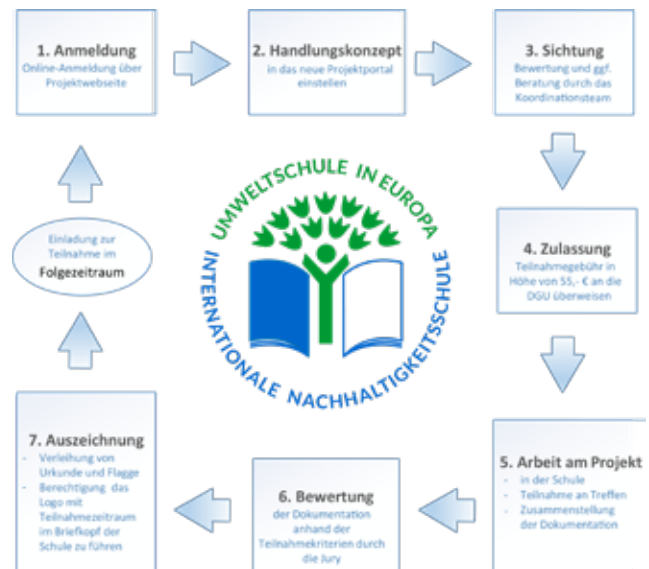 1. Anmeldung
Online-Anmeldung über
Projektwebseite
2. Handlungskonzept
in das neue Projektportal
einstellen
3. Sichtung
Bewertung und ggf.
Beratung durch das
Koordinationsteam
4. Zulassung
Teilnahmegebühr in
Höhe von 55,- € an die
DGU überweisen
5. Arbeit am Projekt
- in der Schule
- Teilnahme an Treffen
- Zusammenstellung
der Dokumentation
6. Bewertung
der Dokumentation
anhand der
Teilnahmekriterien durch
die Jury
7. Auszeichnung
- Verleihung von
Urkunde und Flagge
- Berechtigung das
Logo mit
Teilnahmezeitraum
im Briefkopf der
Schule zu führen
Einladung zur
Teilnahme im
Folgezeitraum
UMWELTSCHULE IN EUROPA
INTERNATIONALE NACHHALTIGKEITSSCHULE